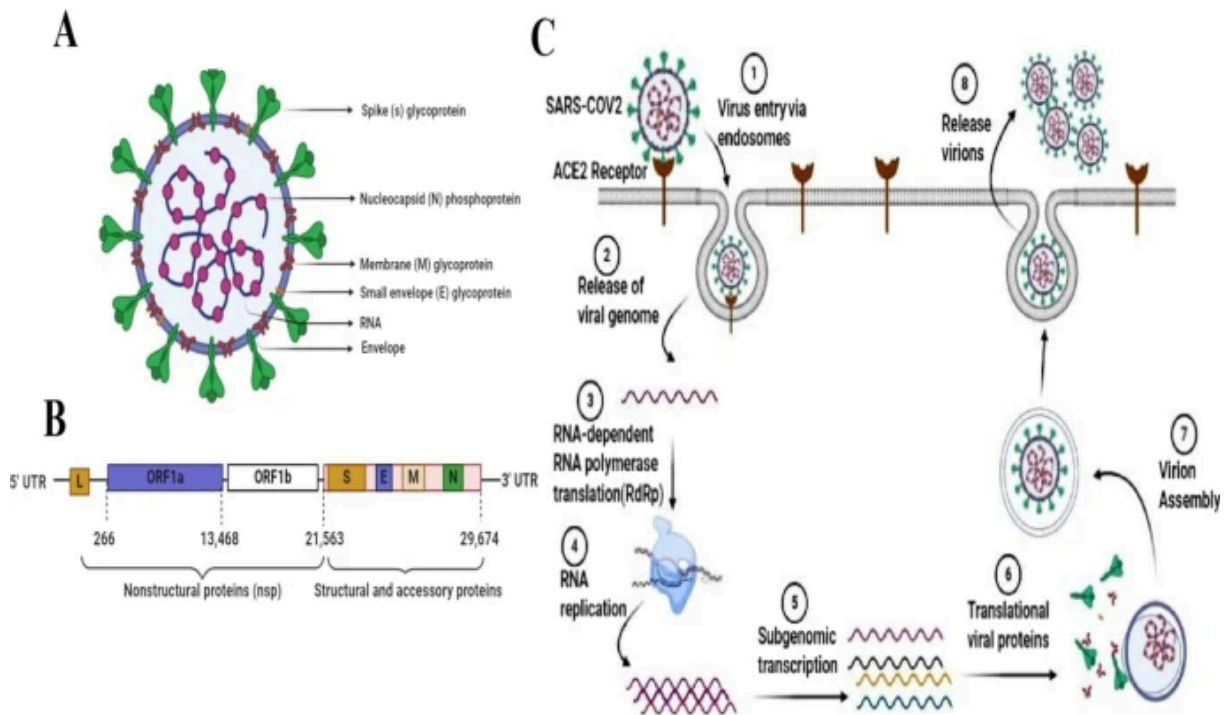 A
Spike (s) glycoprotein
Nucleocapsid (N) phosphoprotein
Membrane (M) glycoprotein
Small envelope (E) glycoprotein
RNA
Envelope
B
5' UTR
L
ORF1a
ORF1b
S
E
M
N
3' UTR
266
13,468
21,563
29,674
Nonstructural proteins (nsp)
Structural and accessory proteins
C
SARS-COV2
ACE2 Receptor
1
Virus entry via
endosomes
2
Release of
viral genome
3
RNA-dependent
RNA polymerase
translation(RdRp)
4
RNA
replication
5
Subgenomic
transcription
6
Translational
viral proteins
7
Virion
Assembly
8
Release
virions